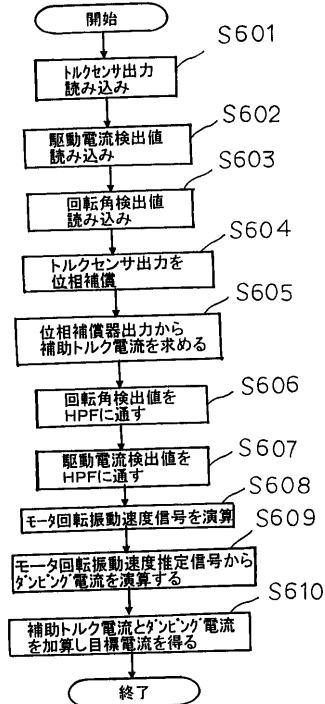 開始
S601
トルクセンサ出力
読み込み
S602
駆動電流検出値
読み込み
S603
回転角検出値
読み込み
S604
トルクセンサ出力を
位相補償
S605
位相補償器出力から
補助トルク電流を求める
S606
回転角検出値を
HPFに通す
S607
駆動電流検出値を
HPFに通す
S608
モータ回転振動速度信号を演算
S609
モータ回転振動速度推定信号から
ダンピング電流を演算する
S610
補助トルク電流とダンピング電流
を加算し目標電流を得る
終了